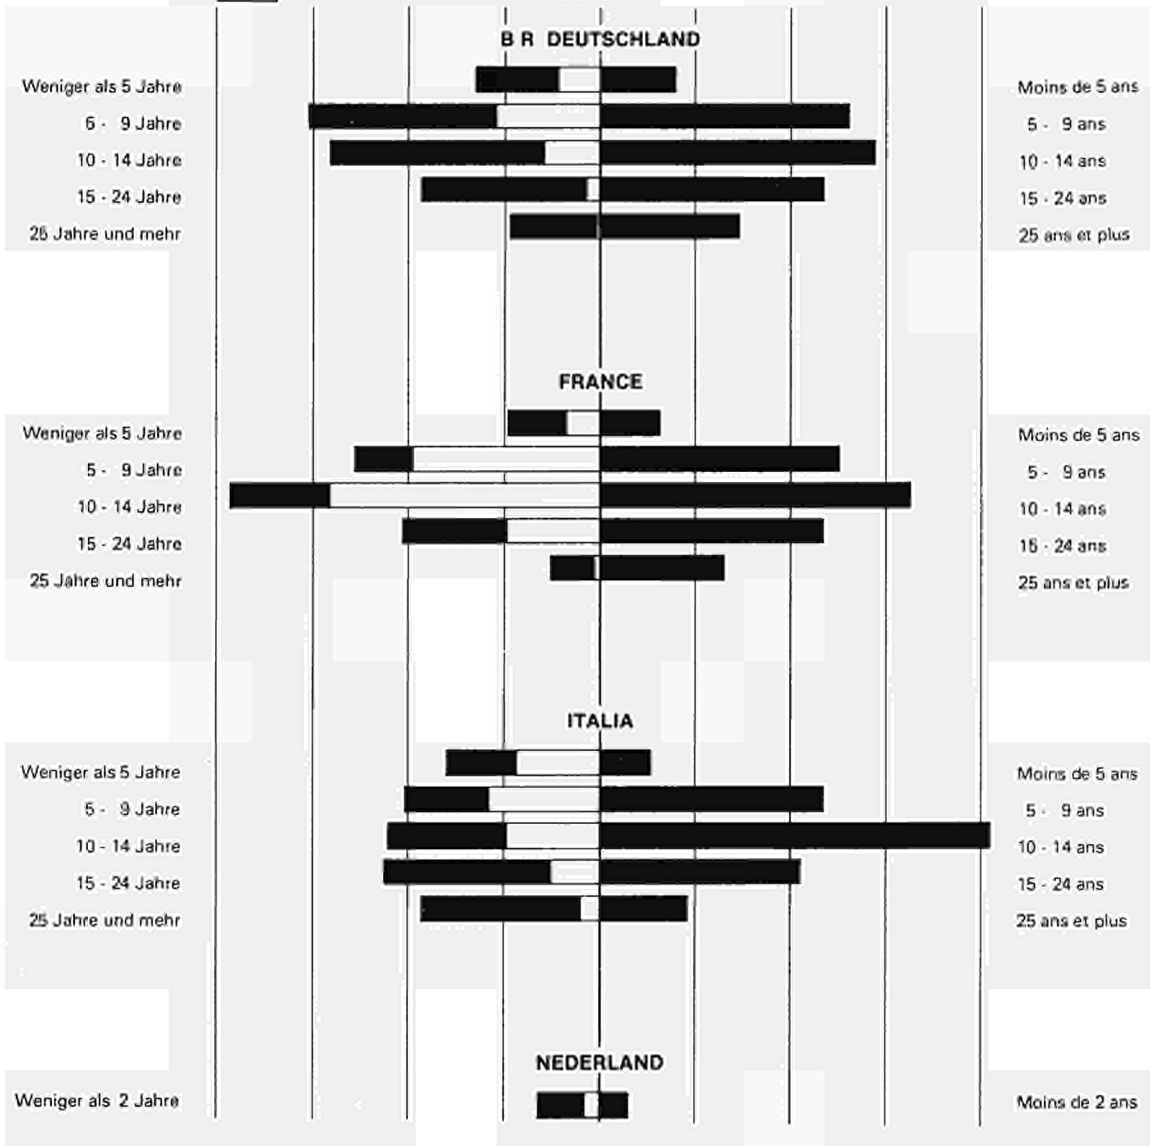 B R DEUTSCHLAND
Weniger als 5 Jahre Moins de 5 ans
5 - 9 Jahre 5 - 9 ans
10 - 14 Jahre 10 - 14 ans
15 - 24 Jahre 15 - 24 ans
25 Jahre und mehr 25 ans et plus
FRANCE
Weniger als 5 Jahre Moins de 5 ans
5 - 9 Jahre 5 - 9 ans
10 - 14 Jahre 10 - 14 ans
15 - 24 Jahre 15 - 24 ans
25 Jahre und mehr 25 ans et plus
ITALIA
Weniger als 5 Jahre Moins de 5 ans
5 - 9 Jahre 5 - 9 ans
10 - 14 Jahre 10 - 14 ans
15 - 24 Jahre 15 - 24 ans
25 Jahre und mehr 25 ans et plus
NEDERLAND
Weniger als 2 Jahre Moins de 2 ans